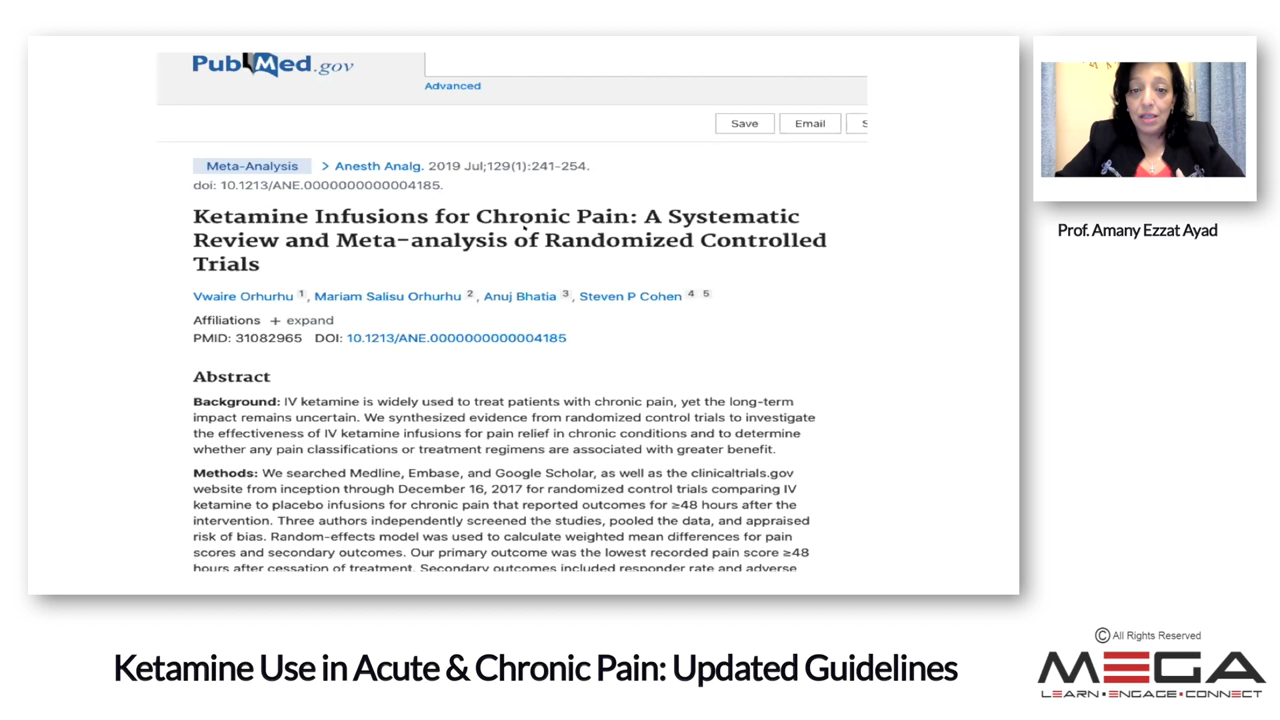 PubMed.gov
Advanced
Save Email S
Meta-Analysis > Anesth Analg. 2019 Jul;129(1):241-254.
doi: 10.1213/ANE.0000000000004185.
Ketamine Infusions for Chronic Pain: A Systematic
Review and Meta-analysis of Randomized Controlled
Trials
Vwaire Orhurhu 1, Mariam Salisu Orhurhu 2, Anuj Bhatia 3, Steven P Cohen 4 5
Affiliations + expand
PMID: 31082965 DOI: 10.1213/ANE.0000000000004185
Abstract
Background: IV ketamine is widely used to treat patients with chronic pain, yet the long-term
impact remains uncertain. We synthesized evidence from randomized control trials to investigate
the effectiveness of IV ketamine infusions for pain relief in chronic conditions and to determine
whether any pain classifications or treatment regimens are associated with greater benefit.
Methods: We searched Medline, Embase, and Google Scholar, as well as the clinicaltrials.gov
website from inception through December 16, 2017 for randomized control trials comparing IV
ketamine to placebo infusions for chronic pain that reported outcomes for ≥48 hours after the
intervention. Three authors independently screened the studies, pooled the data, and appraised
risk of bias. Random-effects model was used to calculate weighted mean differences for pain
scores and secondary outcomes. Our primary outcome was the lowest recorded pain score ≥48
hours after cessation of treatment. Secondary outcomes included responder rate and adverse
Prof. Amany Ezzat Ayad
Ketamine Use in Acute & Chronic Pain: Updated Guidelines
© All Rights Reserved
MEGA
LEARN • ENGAGE • CONNECT